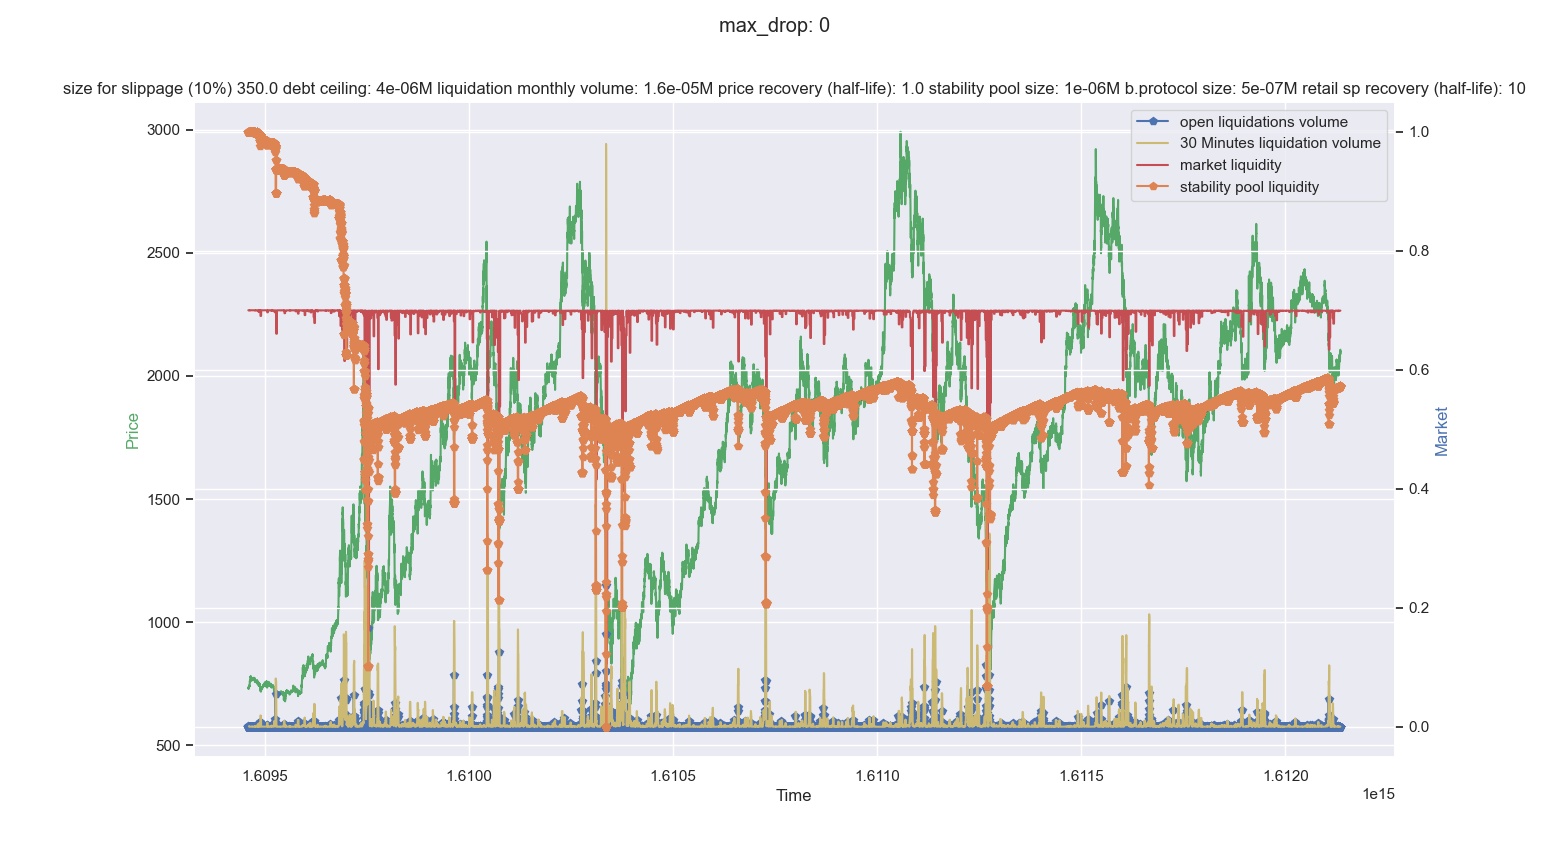 max_drop: 0
size for slippage (10%) 350.0 debt ceiling: 4e-06M liquidation monthly volume: 1.6e-05M price recovery (half-life): 1.0 stability pool size: 1e-06M b.protocol size: 5e-07M retail sp recovery (half-life): 10
open liquidations volume
30 Minutes liquidation volume
market liquidity
stability pool liquidity
3000
2500
2000
1500
1000
500
Price
1.0
0.8
0.6
0.4
0.2
0.0
Market
1.6095 1.6100 1.6105 1.6110 1.6115 1.6120
Time
1e15